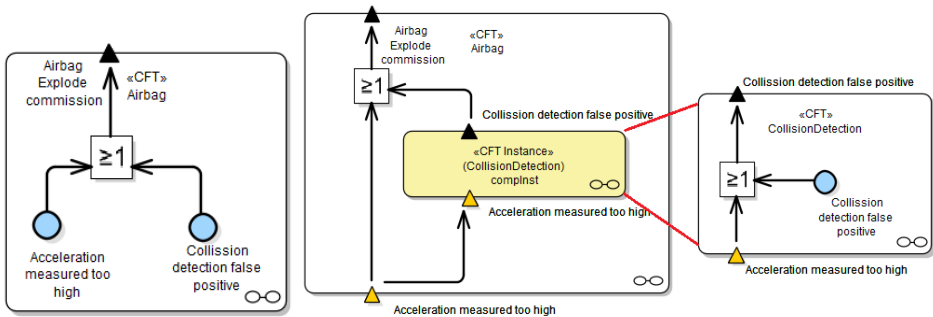 Airbag
Explode
commission
«CFT»
Airbag
≥1
Acceleration
measured too
high
Collission
detection false
positive
Airbag
Explode
commission
«CFT»
Airbag
≥1
Collission detection false positive
«CFT Instance»
(CollisionDetection)
compInst
Acceleration measured too high
Acceleration measured too high
Collission detection false positive
«CFT»
CollisionDetection
≥1
Collission
detection false
positive
Acceleration measured too high